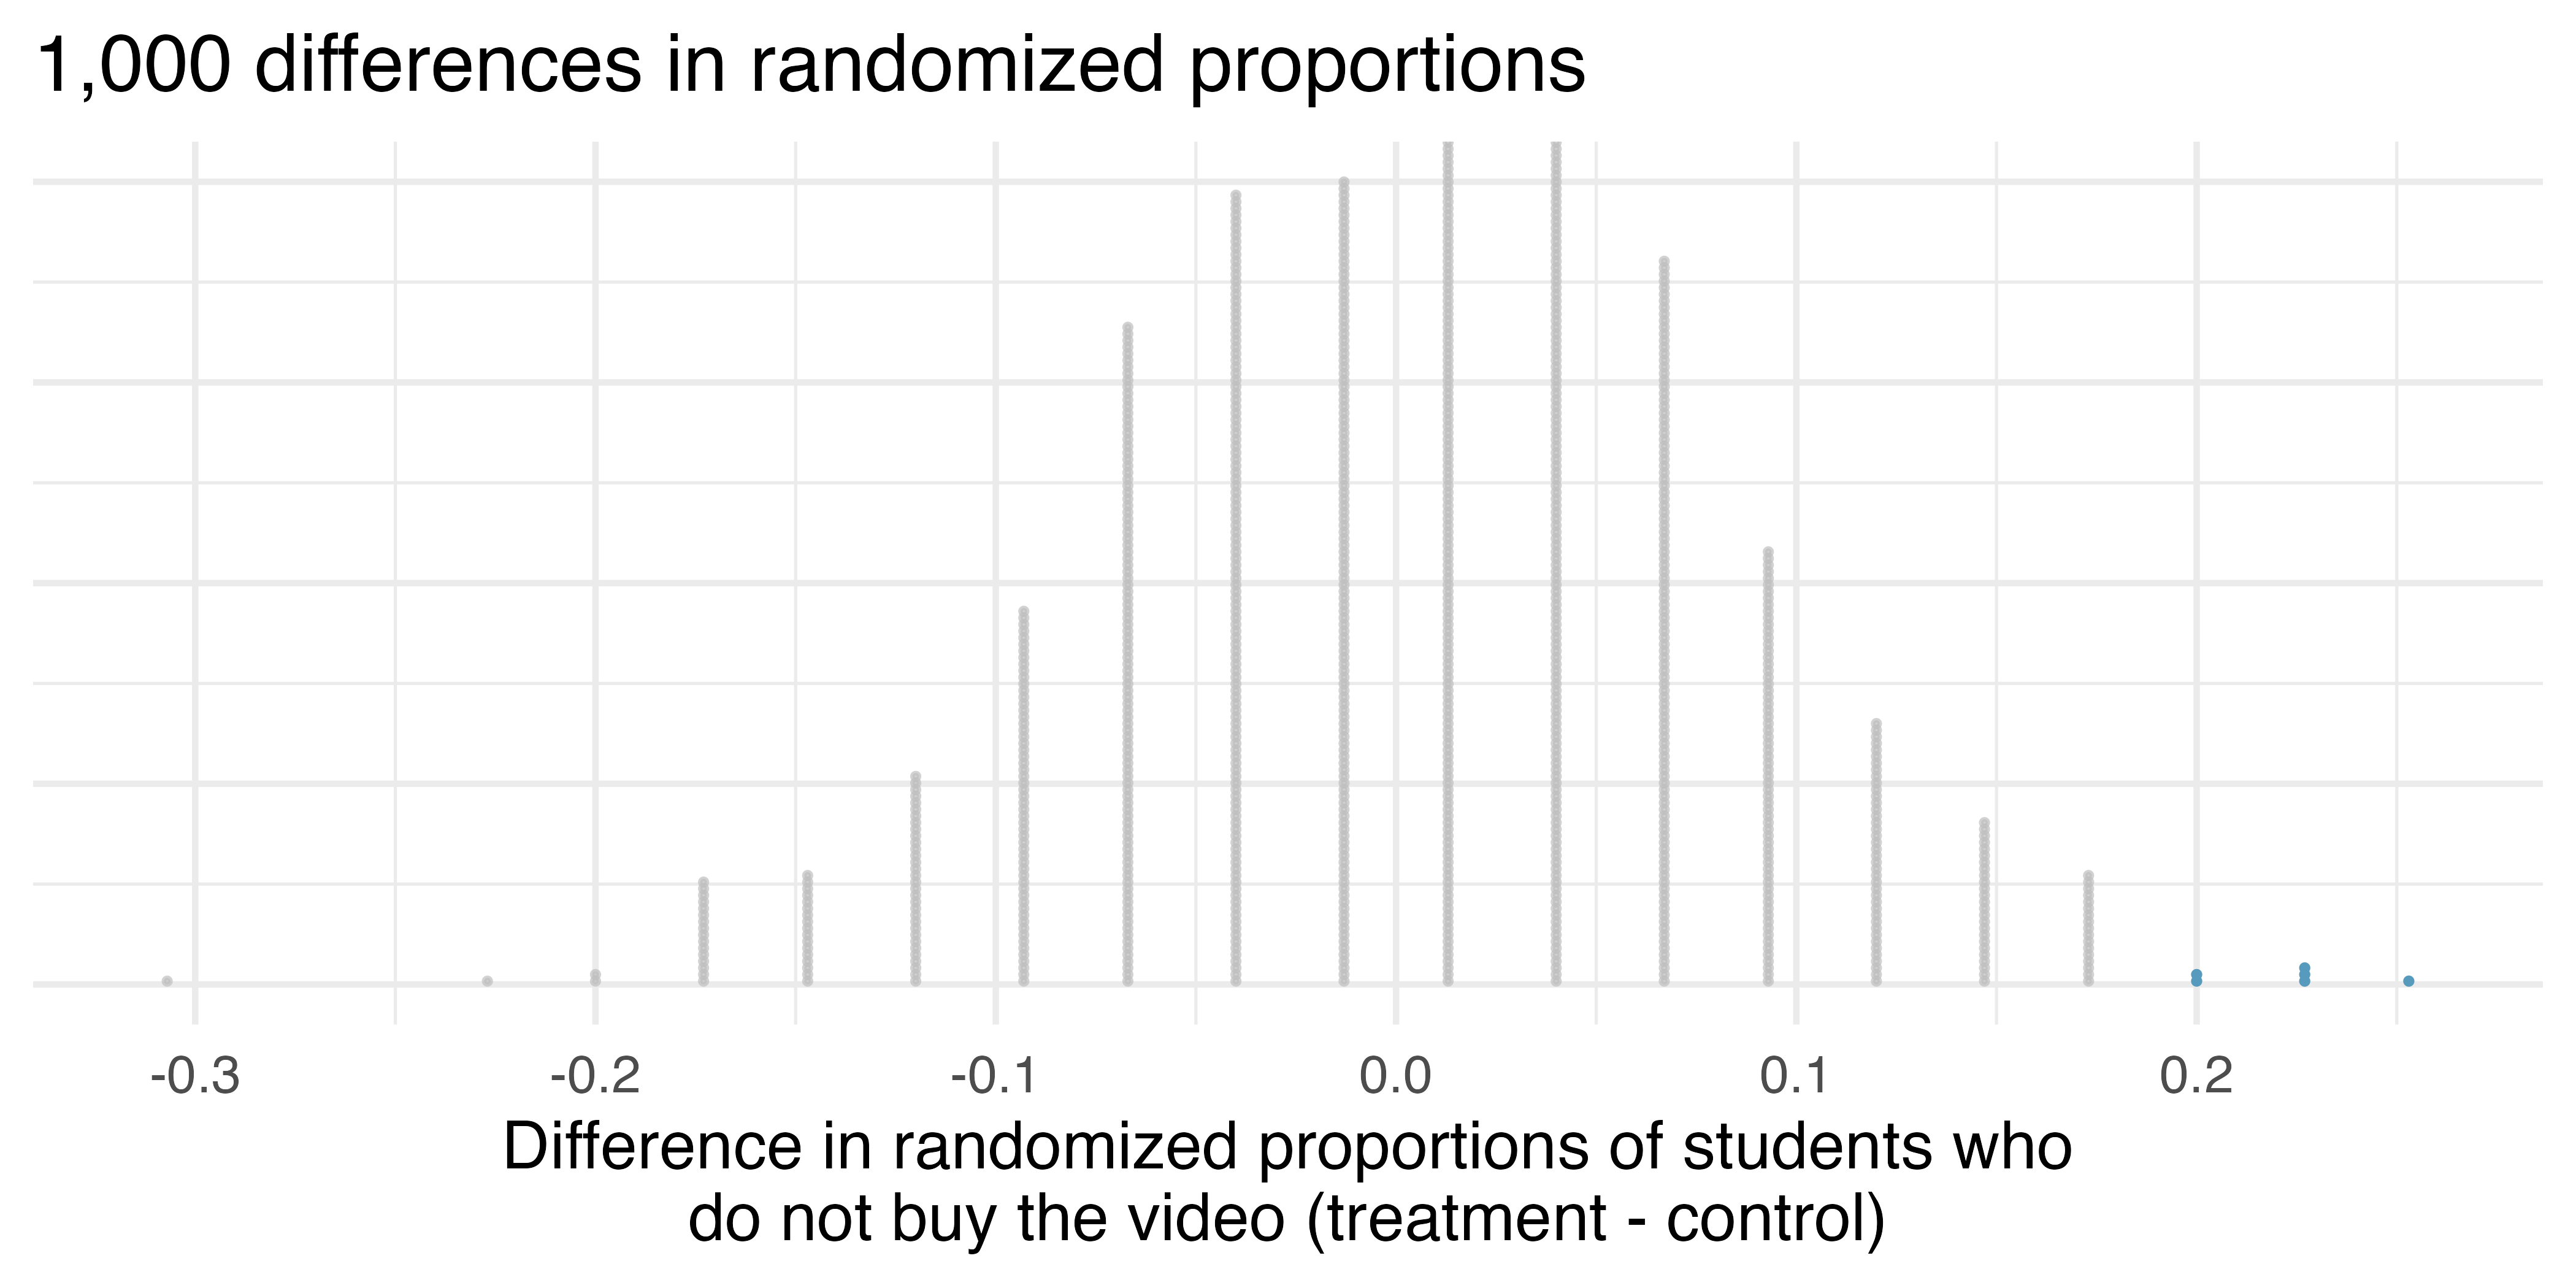 1,000 differences in randomized proportions
-0.3 -0.2 -0.1 0.0 0.1 0.2
Difference in randomized proportions of students who
do not buy the video (treatment - control)